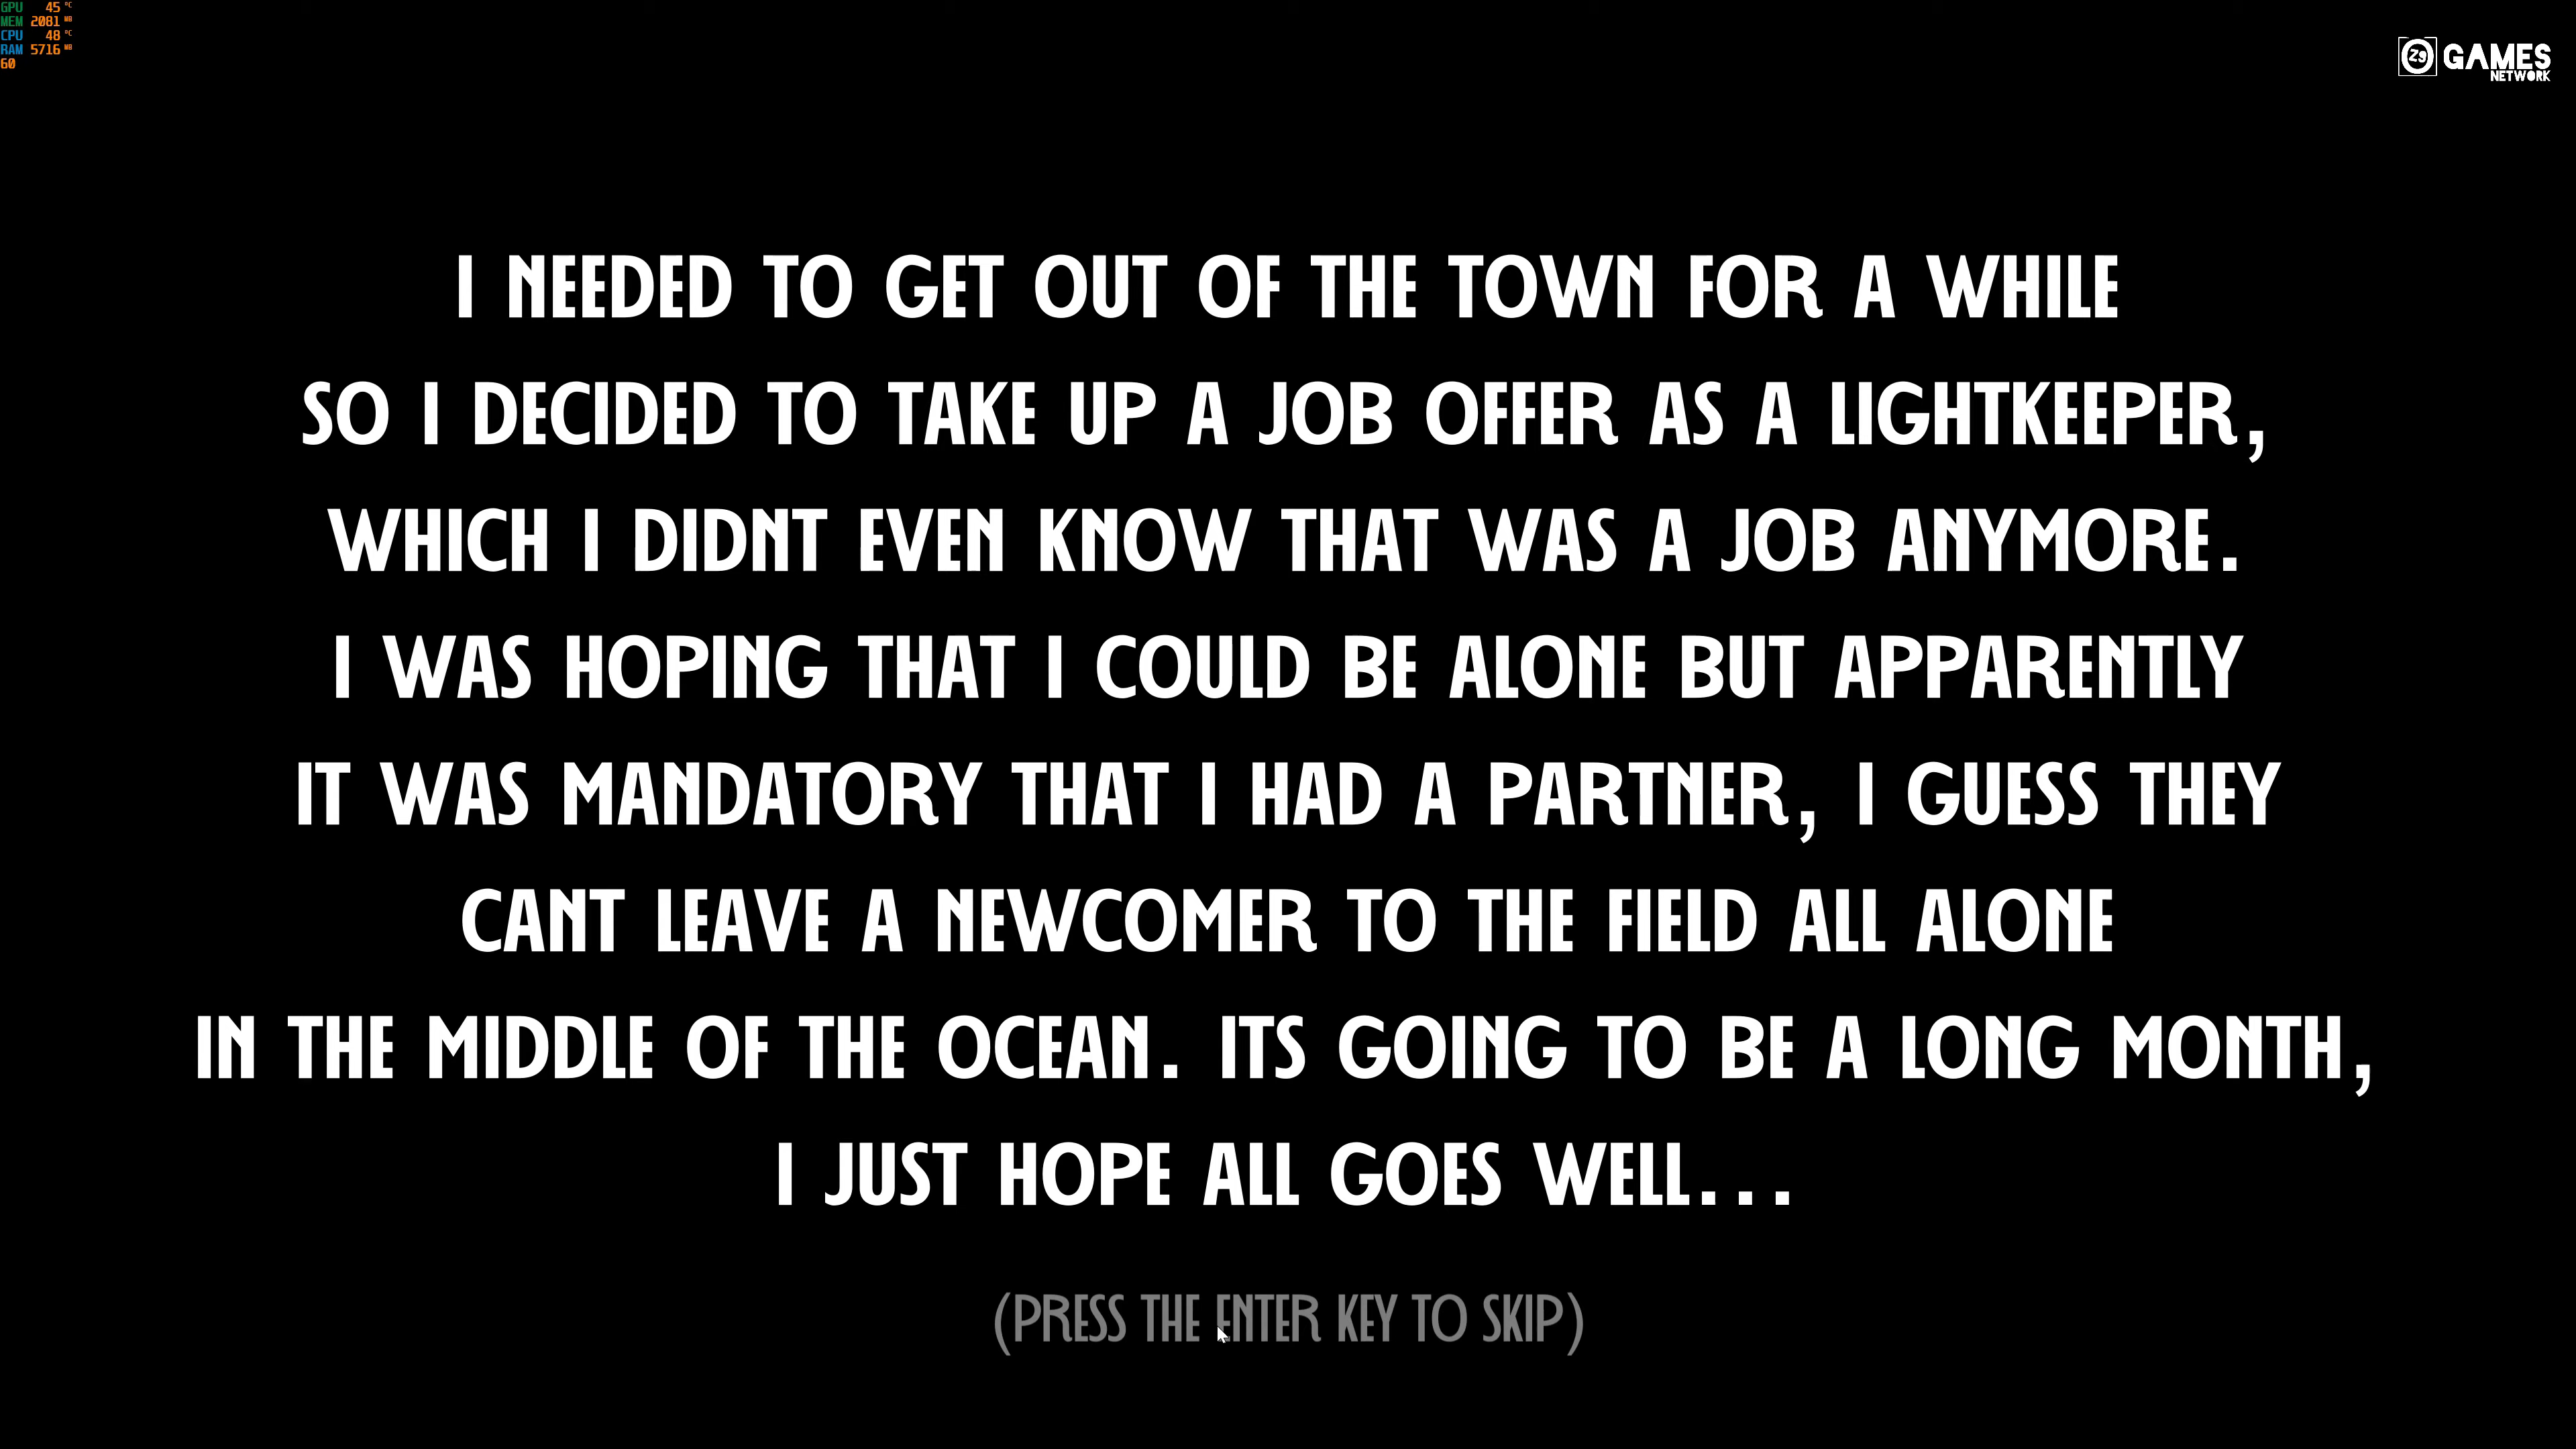 GPU 45 °C
MEM 2081 MB
CPU 48 °C
RAM 5716 MB
60
Z9 GAMES
NETWORK
I NEEDED TO GET OUT OF THE TOWN FOR A WHILE
SO I DECIDED TO TAKE UP A JOB OFFER AS A LIGHTKEEPER,
WHICH I DIDNT EVEN KNOW THAT WAS A JOB ANYMORE.
I WAS HOPING THAT I COULD BE ALONE BUT APPARENTLY
IT WAS MANDATORY THAT I HAD A PARTNER, I GUESS THEY
CANT LEAVE A NEWCOMER TO THE FIELD ALL ALONE
IN THE MIDDLE OF THE OCEAN. ITS GOING TO BE A LONG MONTH,
I JUST HOPE ALL GOES WELL...
(PRESS THE ENTER KEY TO SKIP)